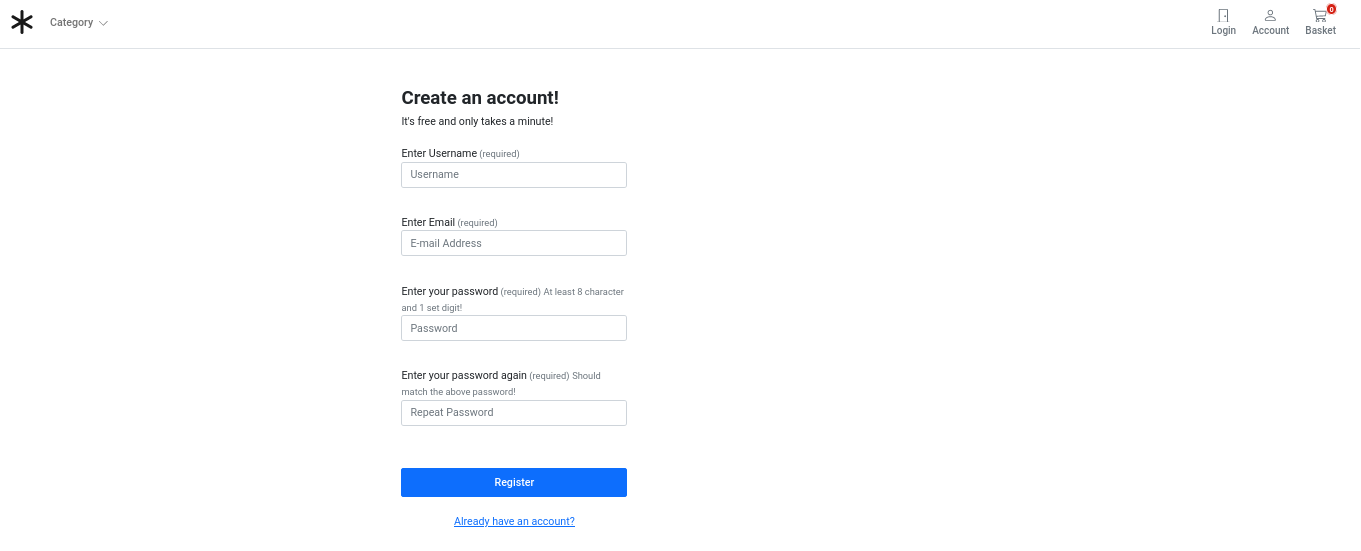 Category
Login
Account
Basket
0
Create an account!
It's free and only takes a minute!
Enter Username (required)
Username
Enter Email (required)
E-mail Address
Enter your password (required) At least 8 character
and 1 set digit!
Password
Enter your password again (required) Should
match the above password!
Repeat Password
Register
Already have an account?